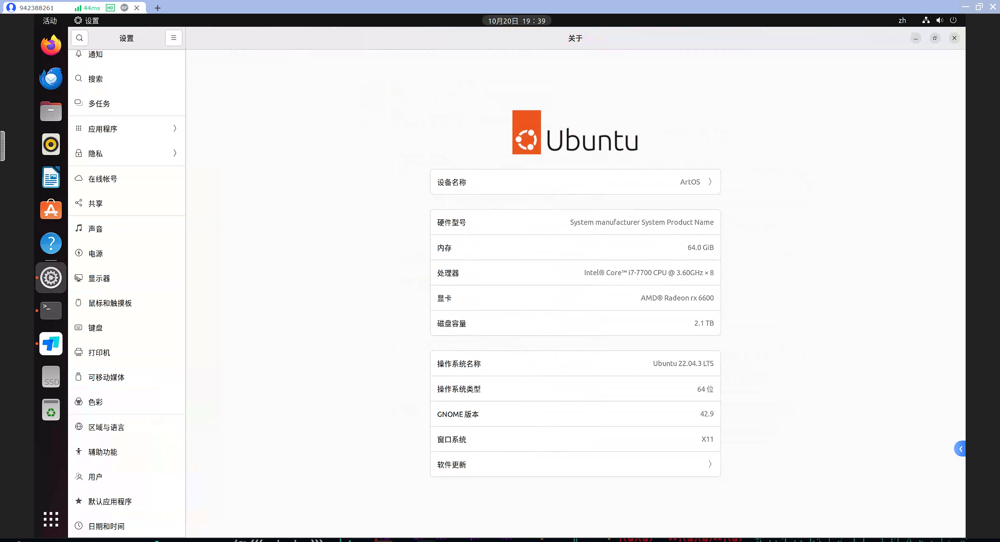 942388261 44ms HD RP
活动 设置 10月20日 19：39 zh
设置 关于
通知
搜索
多任务
应用程序
隐私
在线帐号
共享
声音
电源
显示器
鼠标和触摸板
键盘
打印机
可移动媒体
色彩
区域与语言
辅助功能
用户
默认应用程序
日期和时间
SSD
Ubuntu
设备名称 ArtOS
硬件型号 System manufacturer System Product Name
内存 64.0 GiB
处理器 Intel® Core™ i7-7700 CPU @ 3.60GHz × 8
显卡 AMD® Radeon rx 6600
磁盘容量 2.1 TB
操作系统名称 Ubuntu 22.04.3 LTS
操作系统类型 64 位
GNOME 版本 42.9
窗口系统 X11
软件更新